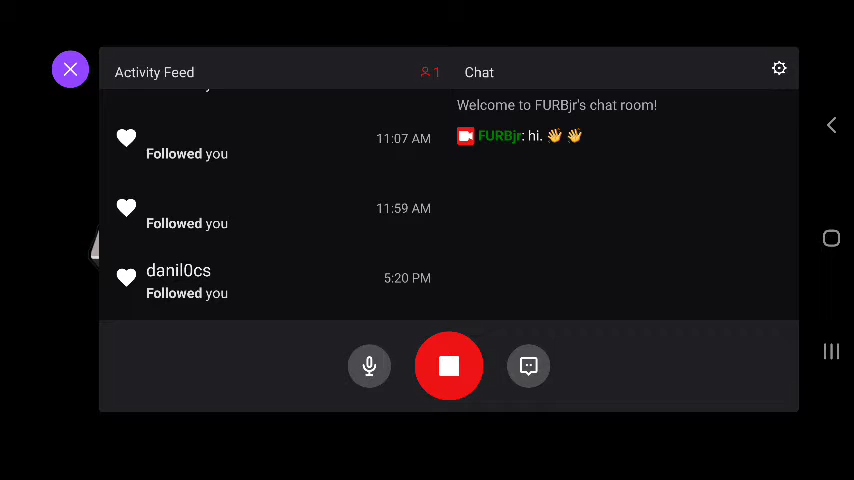 Activity Feed
1
Chat
Welcome to FURBjr's chat room!
FURBjr: hi. 👋 👋
11:07 AM
Followed you
11:59 AM
Followed you
danil0cs
5:20 PM
Followed you